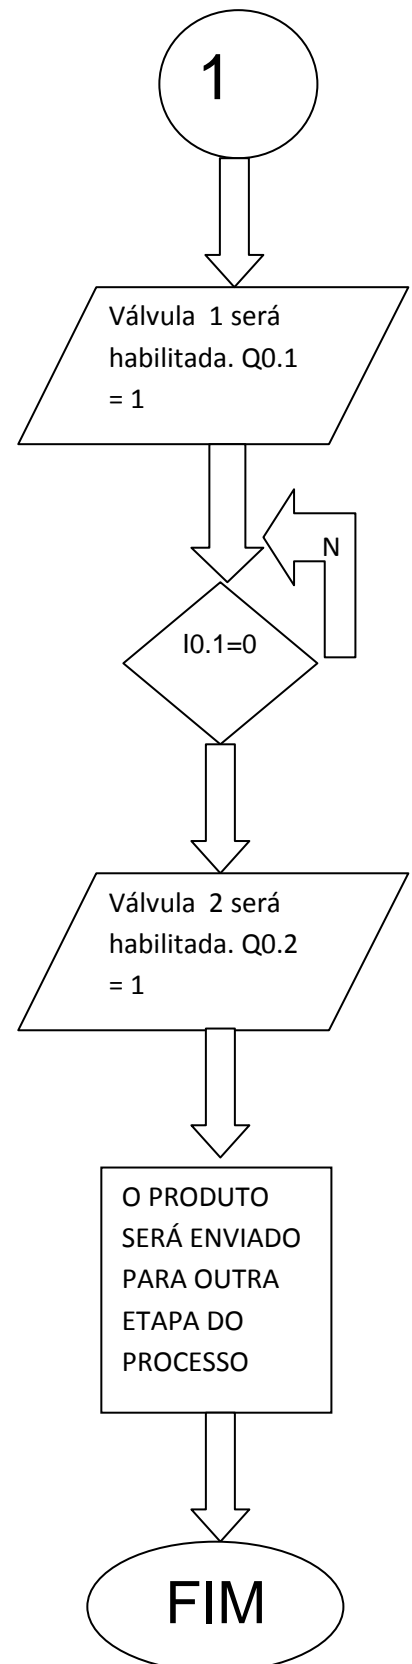 1
Válvula 1 será
habilitada. Q0.1
= 1
N
I0.1=0
Válvula 2 será
habilitada. Q0.2
= 1
O PRODUTO
SERÁ ENVIADO
PARA OUTRA
ETAPA DO
PROCESSO
FIM